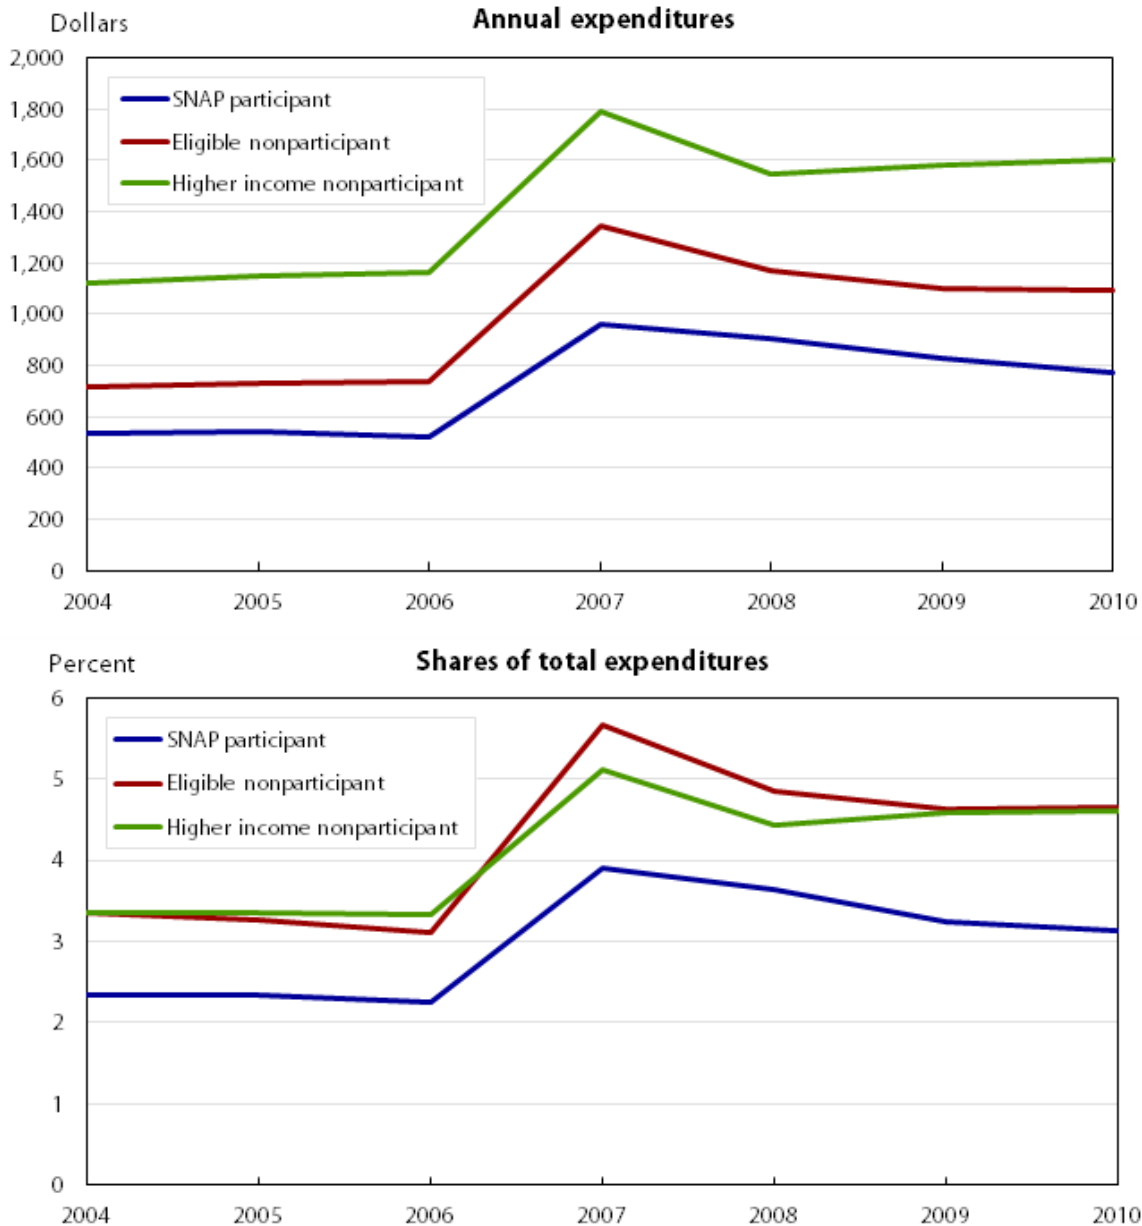 Annual expenditures
Dollars
2,000
1,800
1,600
1,400
1,200
1,000
800
600
400
200
0
SNAP participant
Eligible nonparticipant
Higher income nonparticipant
2004 2005 2006 2007 2008 2009 2010
Shares of total expenditures
Percent
6
5
4
3
2
1
0
SNAP participant
Eligible nonparticipant
Higher income nonparticipant
2004 2005 2006 2007 2008 2009 2010